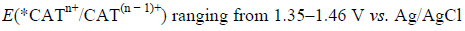 E(*CATⁿ⁺/CAT⁽ⁿ ⁻ ¹⁾⁺) ranging from 1.35–1.46 V vs. Ag/AgCl